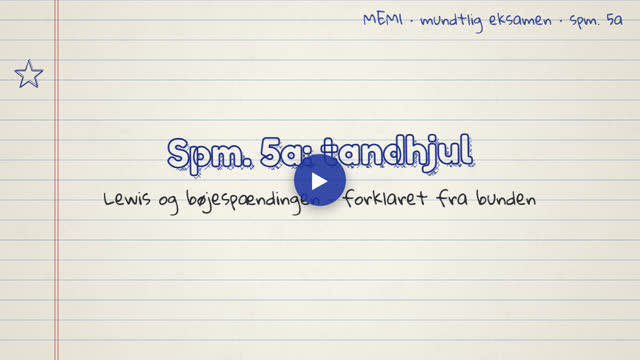 MEMI · mundtlig eksamen · spm. 5a
Spm. 5a: tandhjul
Lewis og bøjespændingen - forklaret fra bunden